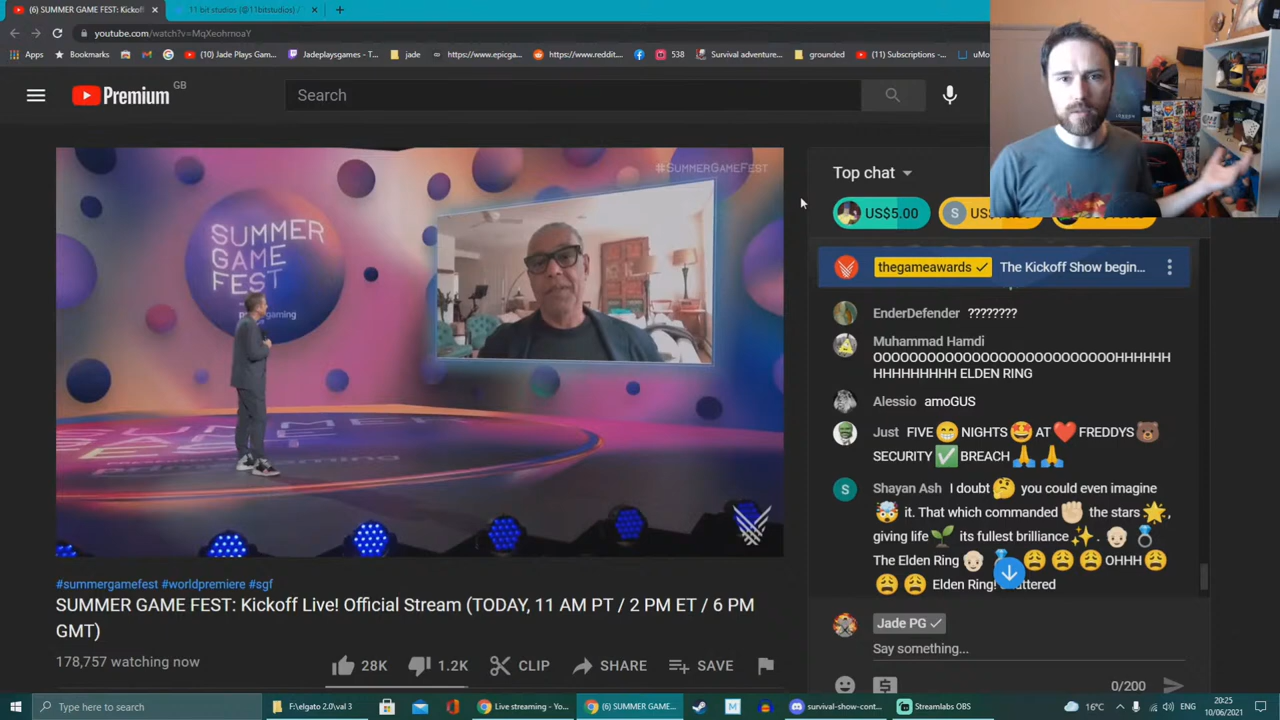 (6) SUMMER GAME FEST: Kickoff
11 bit studios (@11bitstudios) /
youtube.com/watch?v=MqXeohrnoaY
Apps
Bookmarks
(10) Jade Plays Gam...
Jadeplaysgames - T...
jade
https://www.epicga...
https://www.reddit...
538
Survival adventure...
grounded
(11) Subscriptions -...
uMo
Premium GB
Search
Top chat
#SUMMERGAMEFEST
US$5.00
thegameawards The Kickoff Show begin...
SUMMER
GAME
FEST
EnderDefender ????????
Muhammad Hamdi
OOOOOOOOOOOOOOOOOOOOOOOOOOOHHHHHH
HHHHHHHHHHH ELDEN RING
Alessio amoGUS
Just FIVE😁NIGHTS🤩AT❤️FREDDYS🐻
SECURITY✅BREACH🙏🙏
S Shayan Ash I doubt🤔you could even imagine
🤯it. That which commanded✊🏻the stars🌟,
giving life🌱its fullest brilliance✨.👴🏻💍
The Elden Ring👴🏻💍😩😩😩OHHH😩
😩😩Elden Ring!
#summergamefest #worldpremiere #sgf
SUMMER GAME FEST: Kickoff Live! Official Stream (TODAY, 11 AM PT / 2 PM ET / 6 PM
GMT)
178,757 watching now
28K
1.2K
CLIP
SHARE
SAVE
Jade PG
Say something...
0/200
Type here to search
F:\elgato 2.0\val 3
Live streaming - Yo...
(6) SUMMER GAME...
survival-show-cont...
Streamlabs OBS
16°C
20:25
10/06/2021